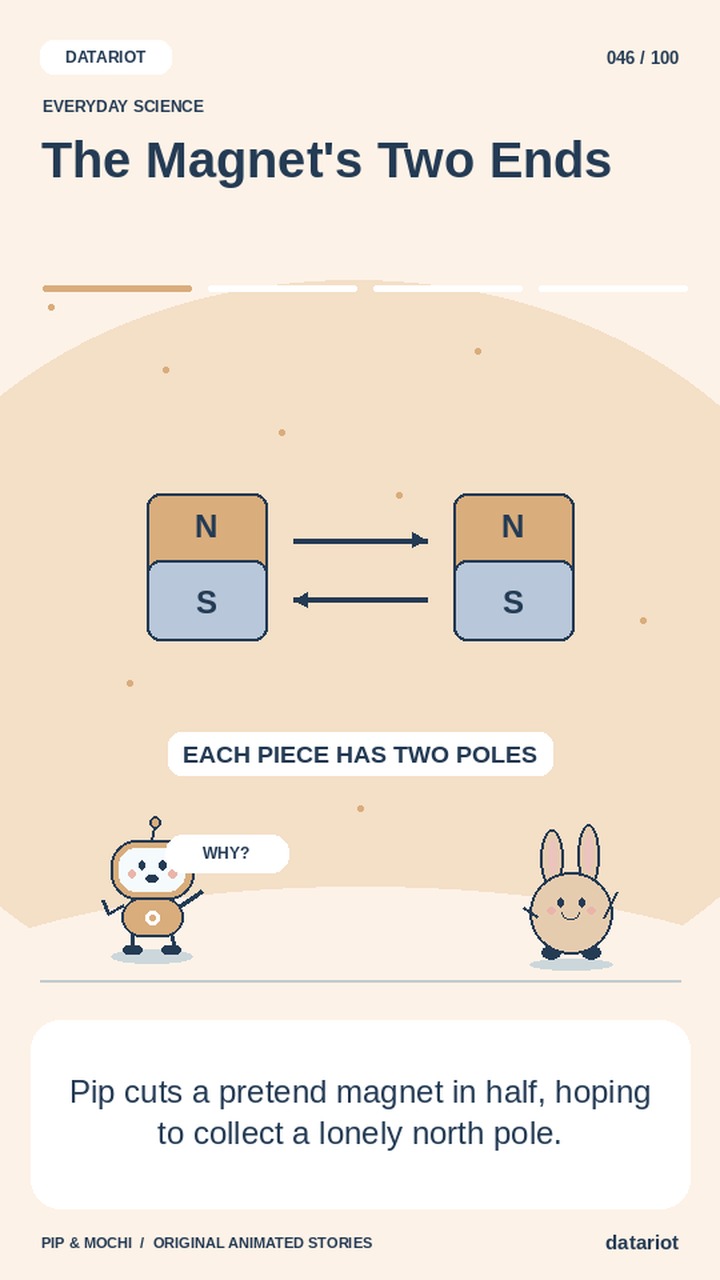 DATARIOT
046 / 100
EVERYDAY SCIENCE
The Magnet's Two Ends
N
N
S
S
EACH PIECE HAS TWO POLES
WHY?
Pip cuts a pretend magnet in half, hoping
to collect a lonely north pole.
PIP & MOCHI / ORIGINAL ANIMATED STORIES
datariot